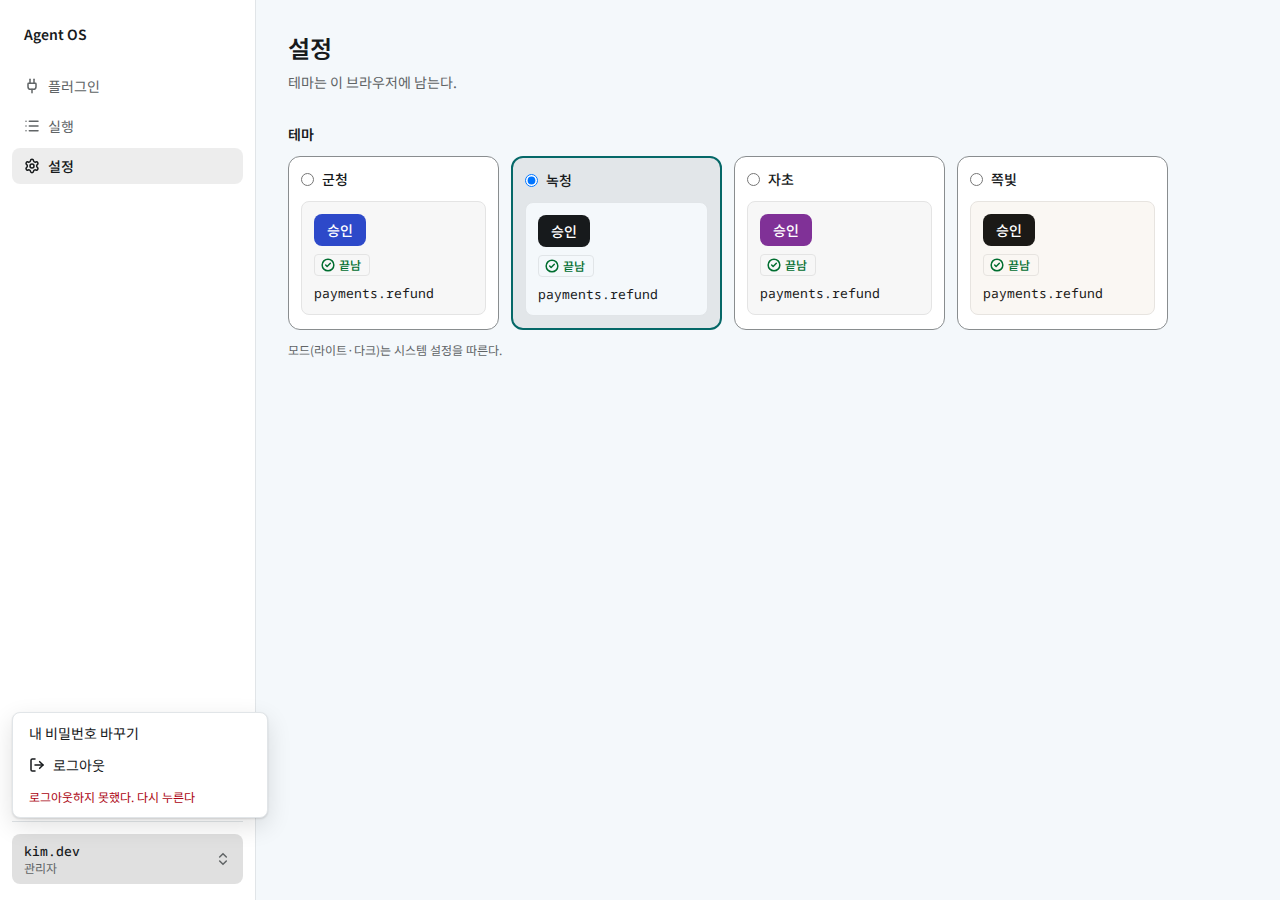 Agent OS
플러그인
실행
설정
설정
테마는 이 브라우저에 남는다.
테마
군청
승인
끝남
payments.refund
녹청
승인
끝남
payments.refund
자초
승인
끝남
payments.refund
쪽빛
승인
끝남
payments.refund
모드(라이트·다크)는 시스템 설정을 따른다.
내 비밀번호 바꾸기
로그아웃
로그아웃하지 못했다. 다시 누른다
kim.dev
관리자